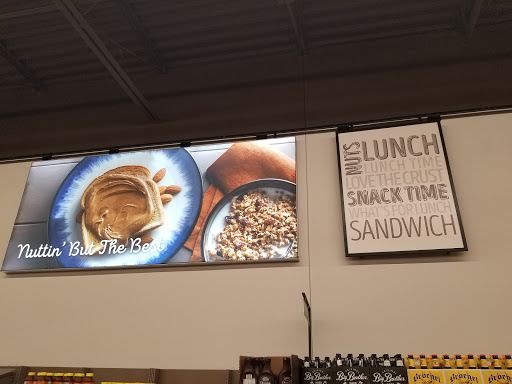 Nuttin' But The Best
NUTS
LUNCH
LUNCH TIME
LOVE THE CRUST
SNACK TIME
WHAT'S FOR LUNCH
SANDWICH